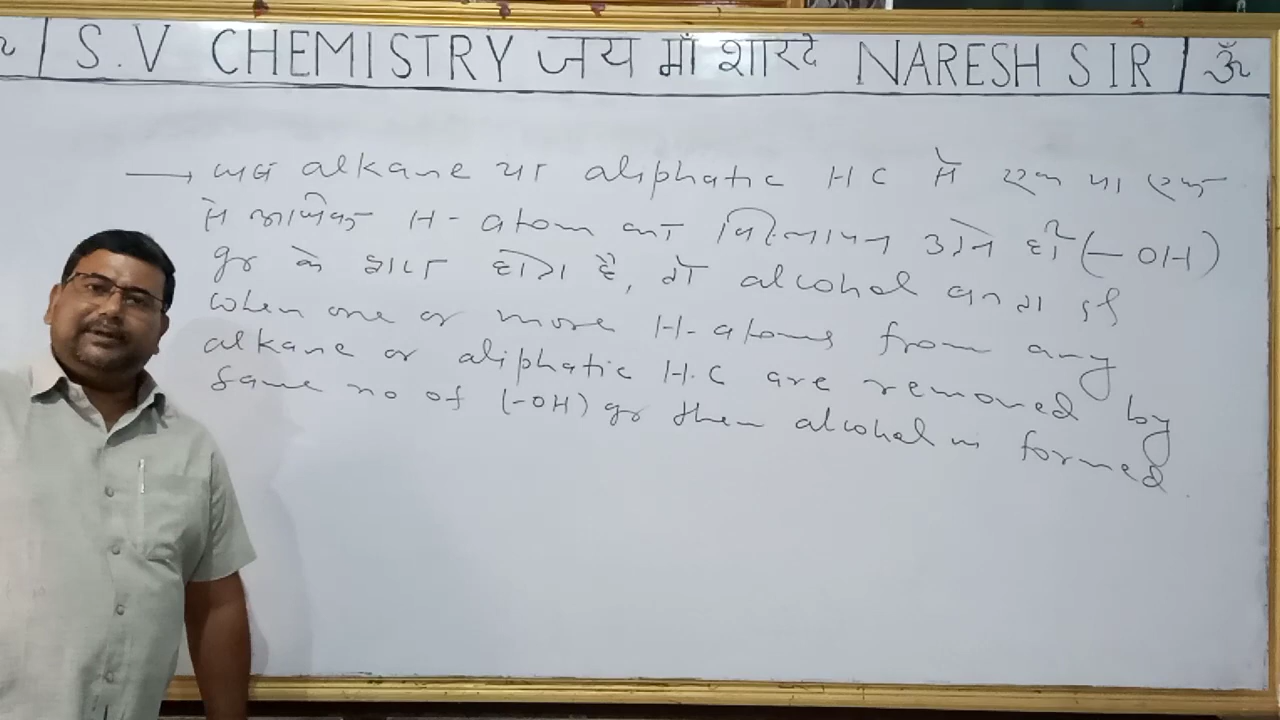 S.V CHEMISTRY जय माँ शारदे NARESH SIR ॐ
→ जब alkane या aliphatic HC में एक या एक
से अधिक H-atom का विस्थापन उतने ही (-OH)
gr के द्वारा होता है, तो alcohol बनता है
when one or more H-atoms from any
alkane or aliphatic H.C are removed by
same no of (-OH) gr then alcohol is formed.